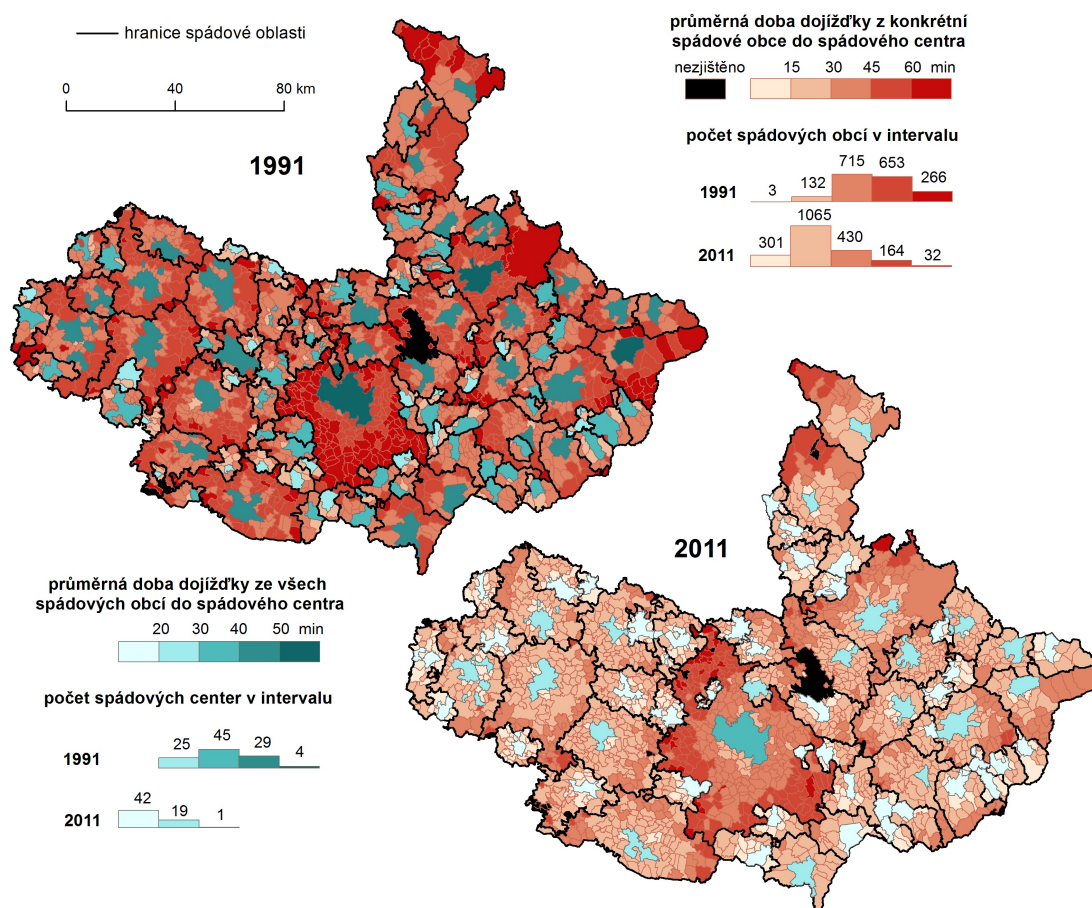 hranice spádové oblasti
0 40 80 km
1991
průměrná doba dojížďky z konkrétní
spádové obce do spádového centra
nezjištěno 15 30 45 60 min
počet spádových obcí v intervalu
1991 3 132 715 653 266
2011 301 1065 430 164 32
2011
průměrná doba dojížďky ze všech
spádových obcí do spádového centra
20 30 40 50 min
počet spádových center v intervalu
1991 25 45 29 4
2011 42 19 1